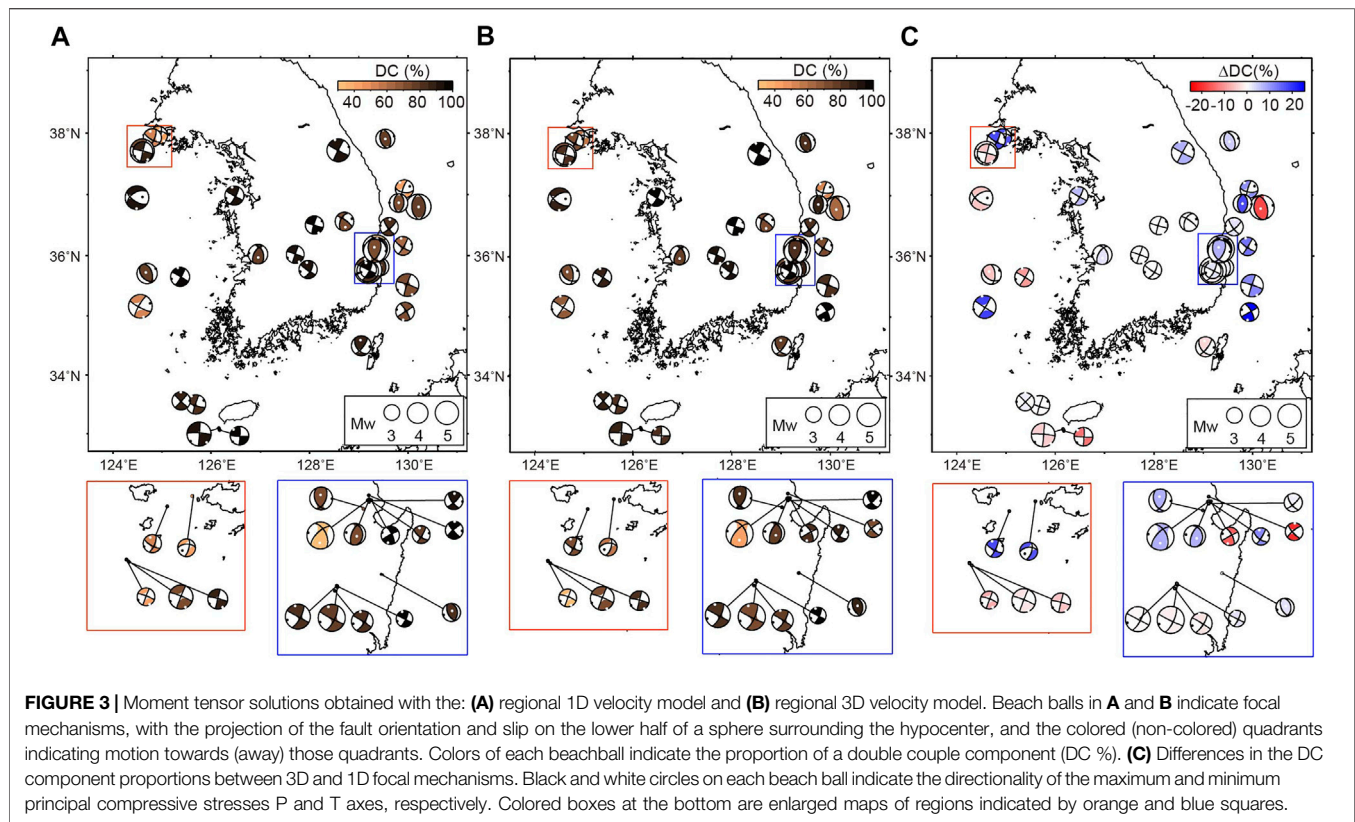 A
B
C
DC (%)
40 60 80 100
DC (%)
40 60 80 100
ΔDC(%)
-20 -10 0 10 20
38°N
38°N
38°N
36°N
36°N
36°N
34°N
34°N
34°N
Mw
3 4 5
Mw
3 4 5
Mw
3 4 5
124°E 126°E 128°E 130°E
124°E 126°E 128°E 130°E
124°E 126°E 128°E 130°E
FIGURE 3 | Moment tensor solutions obtained with the: (A) regional 1D velocity model and (B) regional 3D velocity model. Beach balls in A and B indicate focal
mechanisms, with the projection of the fault orientation and slip on the lower half of a sphere surrounding the hypocenter, and the colored (non-colored) quadrants
indicating motion towards (away) those quadrants. Colors of each beachball indicate the proportion of a double couple component (DC %). (C) Differences in the DC
component proportions between 3D and 1D focal mechanisms. Black and white circles on each beach ball indicate the directionality of the maximum and minimum
principal compressive stresses P and T axes, respectively. Colored boxes at the bottom are enlarged maps of regions indicated by orange and blue squares.